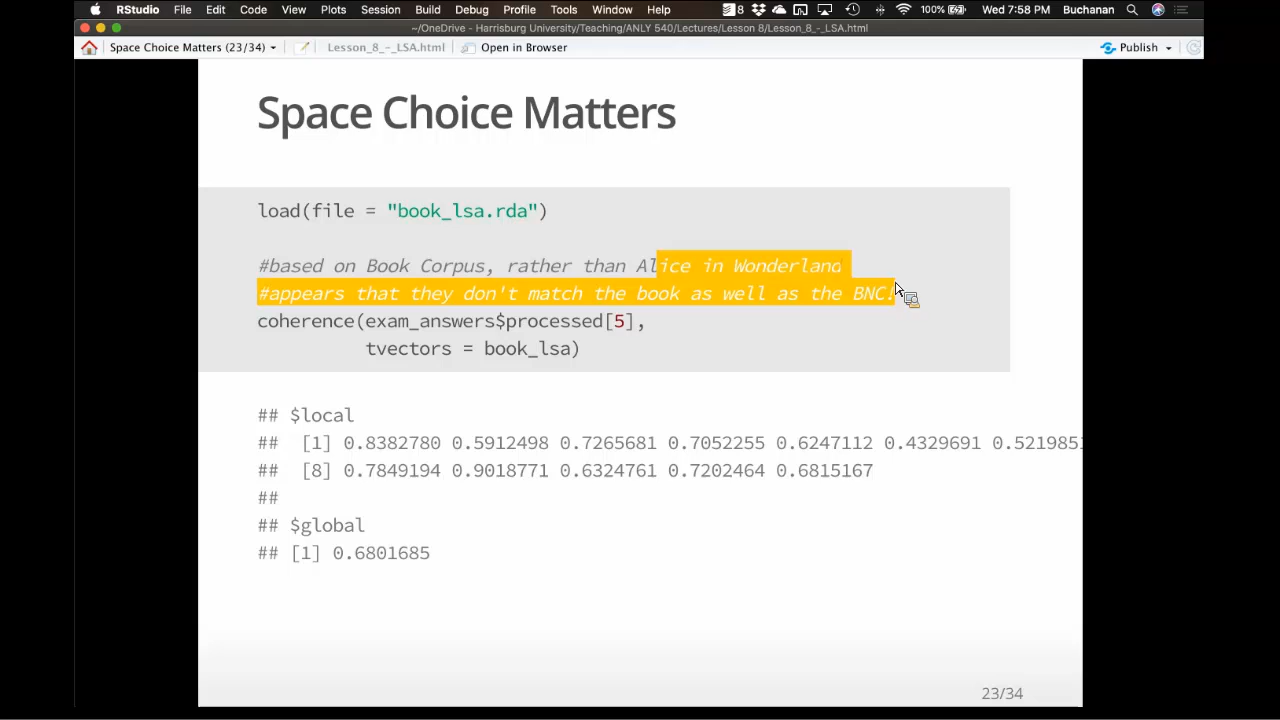 RStudio File Edit Code View Plots Session Build Debug Profile Tools Window Help 8 100% Wed 7:58 PM Buchanan
~/OneDrive - Harrisburg University/Teaching/ANLY 540/Lectures/Lesson 8/Lesson_8_-_LSA.html
Space Choice Matters (23/34) Lesson_8_-_LSA.html Open in Browser Publish
Space Choice Matters
load(file = "book_lsa.rda")
#based on Book Corpus, rather than Alice in Wonderland
#appears that they don't match the book as well as the BNC!
coherence(exam_answers$processed[5],
tvectors = book_lsa)
## $local
## [1] 0.8382780 0.5912498 0.7265681 0.7052255 0.6247112 0.4329691 0.521985
## [8] 0.7849194 0.9018771 0.6324761 0.7202464 0.6815167
##
## $global
## [1] 0.6801685
23/34